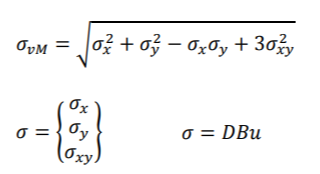 σ_vM = √(σ_x² + σ_y² − σ_xσ_y + 3σ_xy²)
σ = {σ_x σ_y σ_xy} σ = DBu